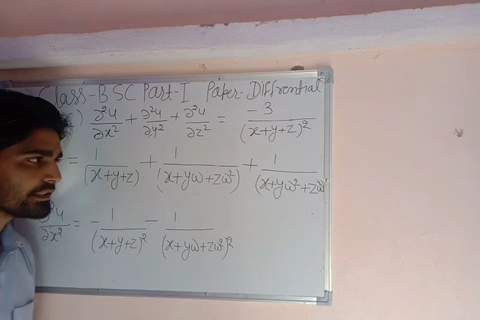 Class-BSC Part-I Paper-Differential
) ∂²u/∂x² + ∂²u/∂y² + ∂²u/∂z² = -3/(x+y+z)²
= 1/(x+y+z) + 1/(x+yω+zω²) + 1/(x+yω²+zω
∂²u/∂x² = -1/(x+y+z)² - 1/(x+yω+zω²)²